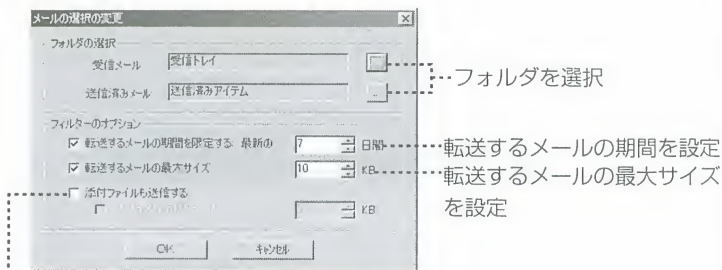 メールの選択の変更
フォルダの選択
受信メール 受信トレイ
フォルダを選択
送信済みメール 送信済みアイテム ..
フィルターのオプション
転送するメールの期間を限定する 最新の 7 日間
転送するメールの期間を設定
転送するメールの最大サイズ 10 KB
転送するメールの最大サイズ
を設定
添付ファイルも送信する
KB
OK キャンセル